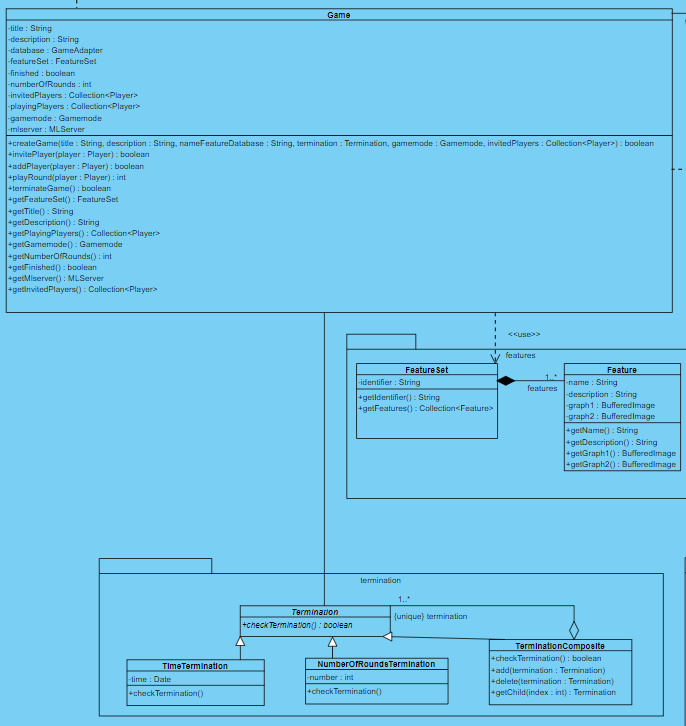 Game
-title : String
-description : String
-database : GameAdapter
-featureSet : FeatureSet
-finished : boolean
-numberOfRounds : int
-invitedPlayers : Collection<Player>
-playingPlayers : Collection<Player>
-gamemode : Gamemode
-mlserver : MLServer
+createGame(title : String, description : String, nameFeatureDatabase : String, termination : Termination, gamemode : Gamemode, invitedPlayers : Collection<Player>) : boolean
+invitePlayer(player : Player) : boolean
+addPlayer(player : Player) : boolean
+playRound(player : Player) : int
+terminateGame() : boolean
+getFeatureSet() : FeatureSet
+getTitle() : String
+getDescription() : String
+getPlayingPlayers() : Collection<Player>
+getGamemode() : Gamemode
+getNumberOfRounds() : int
+getFinished() : boolean
+getMlserver() : MLServer
+getInvitedPlayers() : Collection<Player>
<<use>>
features
FeatureSet
-identifier : String
+getIdentifier() : String
+getFeatures() : Collection<Feature>
1..*
features
Feature
-name : String
-description : String
-graph1 : BufferedImage
-graph2 : BufferedImage
+getName() : String
+getDescription() : String
+getGraph1() : BufferedImage
+getGraph2() : BufferedImage
termination
Termination
+checkTermination() : boolean
1..*
{unique} termination
TimeTermination
-time : Date
+checkTermination()
NumberOfRoundsTermination
-number : int
+checkTermination()
TerminationComposite
+checkTermination() : boolean
+add(termination : Termination)
+delete(termination : Termination)
+getChild(index : int) : Termination